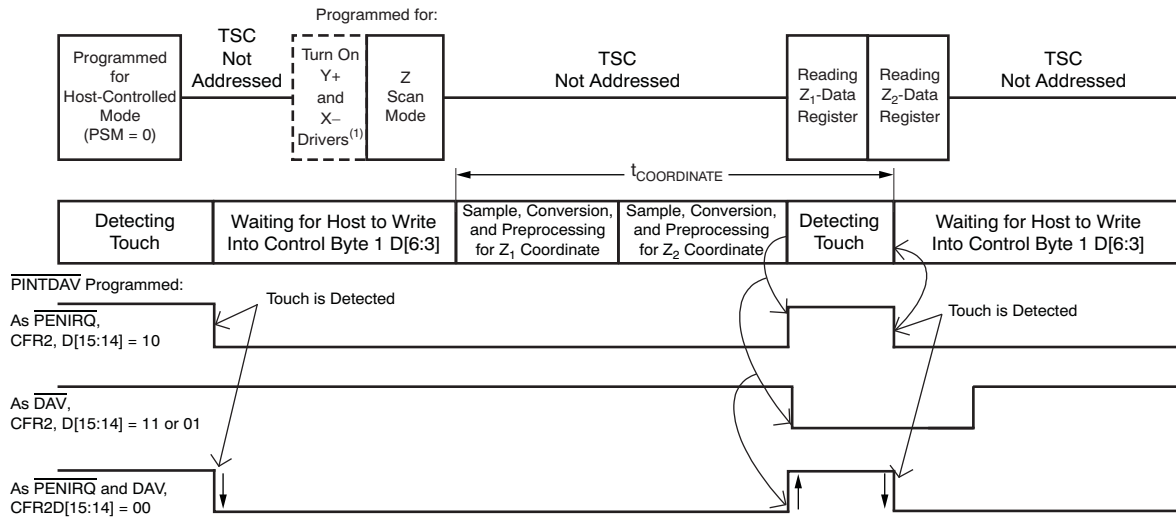 Programmed for:
Programmed
for
Host-Controlled
Mode
(PSM = 0)
TSC
Not
Addressed
Turn On
Y+
and
X–
Drivers(1)
Z
Scan
Mode
TSC
Not Addressed
Reading
Z1-Data
Register
Reading
Z2-Data
Register
TSC
Not Addressed
tCOORDINATE
Detecting
Touch
Waiting for Host to Write
Into Control Byte 1 D[6:3]
Sample, Conversion,
and Preprocessing
for Z1 Coordinate
Sample, Conversion,
and Preprocessing
for Z2 Coordinate
Detecting
Touch
Waiting for Host to Write
Into Control Byte 1 D[6:3]
PINTDAV Programmed:
Touch is Detected
Touch is Detected
As PENIRQ,
CFR2, D[15:14] = 10
As DAV,
CFR2, D[15:14] = 11 or 01
As PENIRQ and DAV,
CFR2D[15:14] = 00